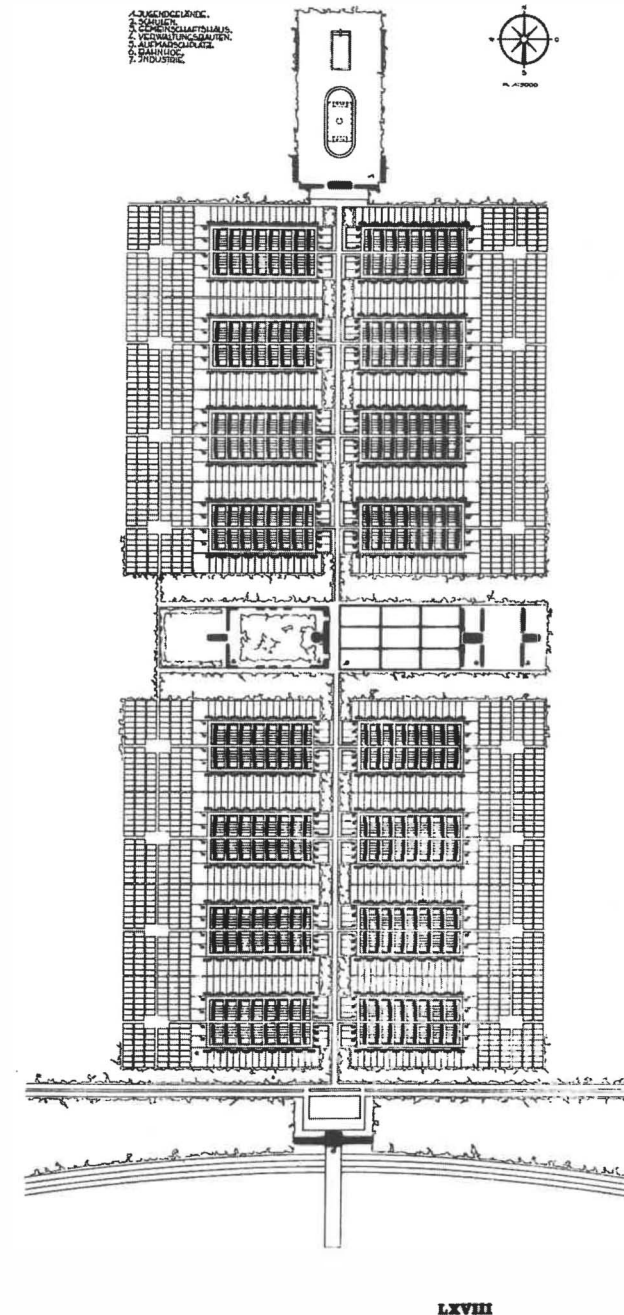 1. JUGENDGELÄNDE.
2. SCHULEN.
3. GEMEINSCHAFTSHAUS.
4. VERWALTUNGSBAUTEN.
5. AUFMARSCHPLATZ.
6. BAHNHOF.
7. INDUSTRIE.
LXVIII